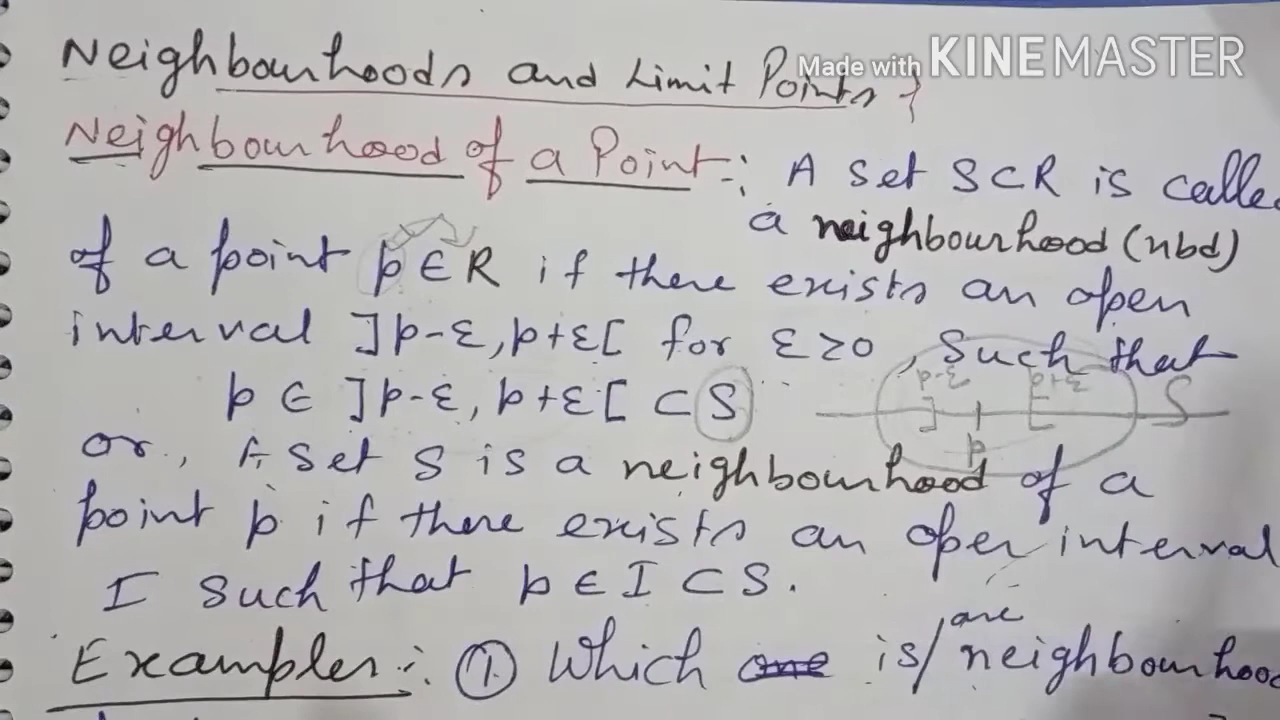 Neighbourhoods and Limit Points }
Made with KINEMASTER
Neighbourhood of a Point :- A set S⊂R is called
a neighbourhood (nbd)
of a point p∈R if there exists an open
interval ]p-ε, p+ε[ for ε>0, such that
p-ε p+ε
p ∈ ]p-ε, p+ε[ ⊂ S ] [ S
p
or, A set S is a neighbourhood of a
point p if there exists an open interval
I such that p∈I⊂S.
are
Examples :- ① Which is/ neighbourhood